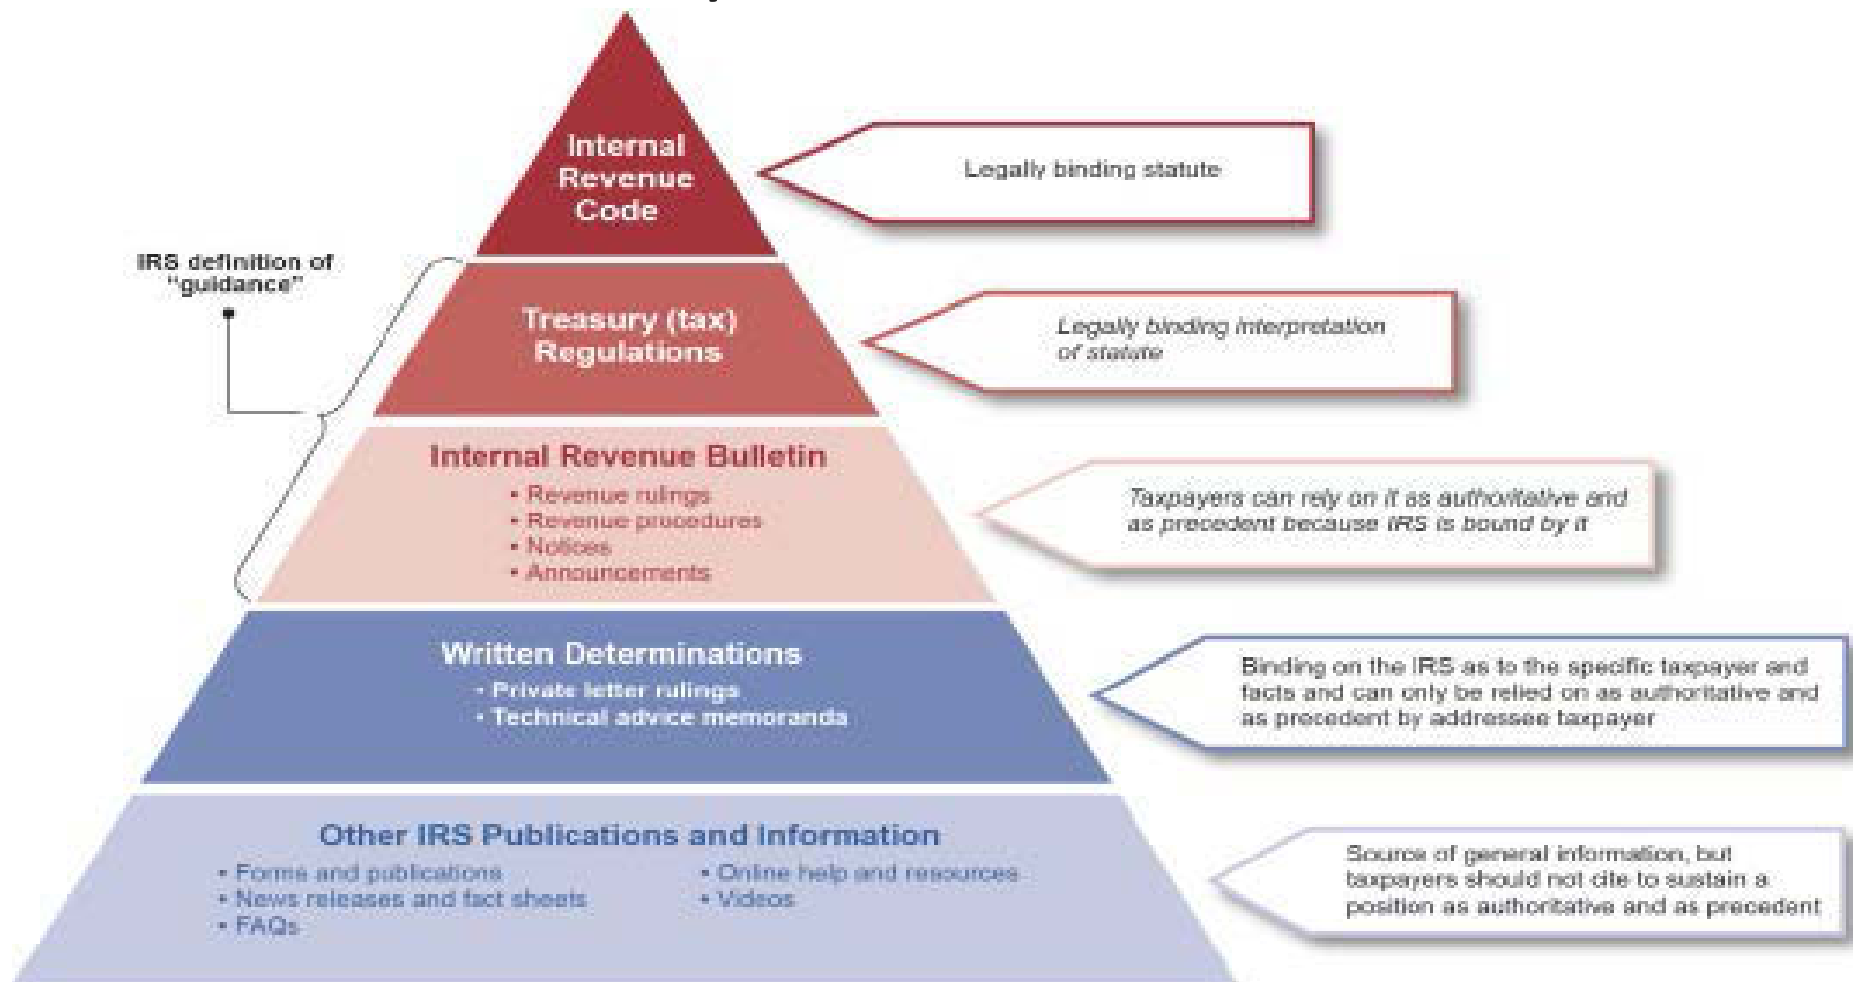 Internal
Revenue
Code
Legally binding statute
IRS definition of
"guidance"
Treasury (tax)
Regulations
Legally binding interpretation
of statute
Internal Revenue Bulletin
• Revenue rulings
• Revenue procedures
• Notices
• Announcements
Taxpayers can rely on it as authoritative and
as precedent because IRS is bound by it
Written Determinations
• Private letter rulings
• Technical advice memoranda
Binding on the IRS as to the specific taxpayer and
facts and can only be relied on as authoritative and
as precedent by addressee taxpayer
Other IRS Publications and Information
• Forms and publications
• News releases and fact sheets
• FAQs
• Online help and resources
• Videos
Source of general information, but
taxpayers should not cite to sustain a
position as authoritative and as precedent